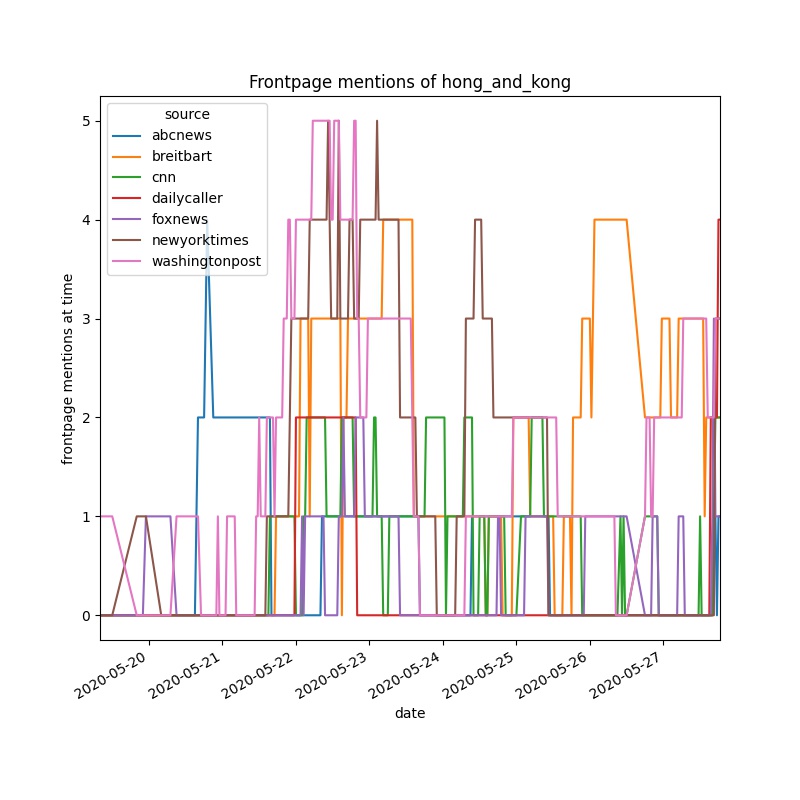 Frontpage mentions of hong_and_kong
source
abcnews
breitbart
cnn
dailycaller
foxnews
newyorktimes
washingtonpost
frontpage mentions at time
5
4
3
2
1
0
2020-05-20
2020-05-21
2020-05-22
2020-05-23
2020-05-24
2020-05-25
2020-05-26
2020-05-27
date